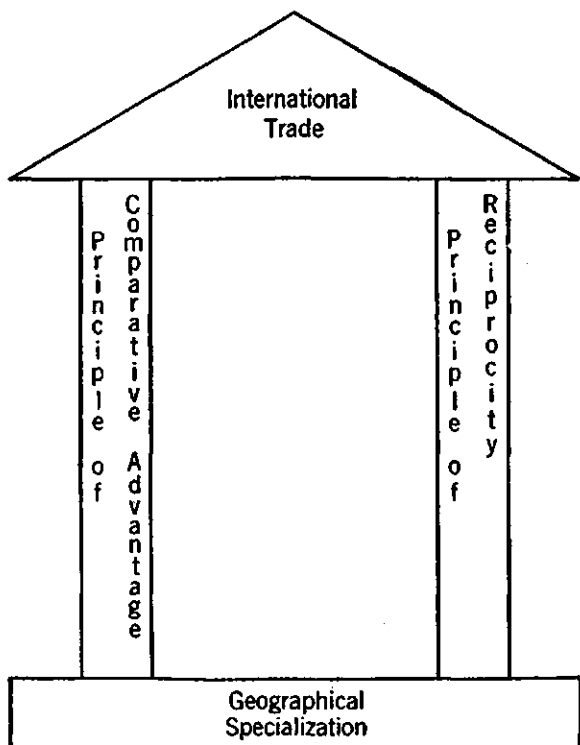 International
Trade
Principle of
Comparative Advantage
Principle of
Reciprocity
Geographical
Specialization